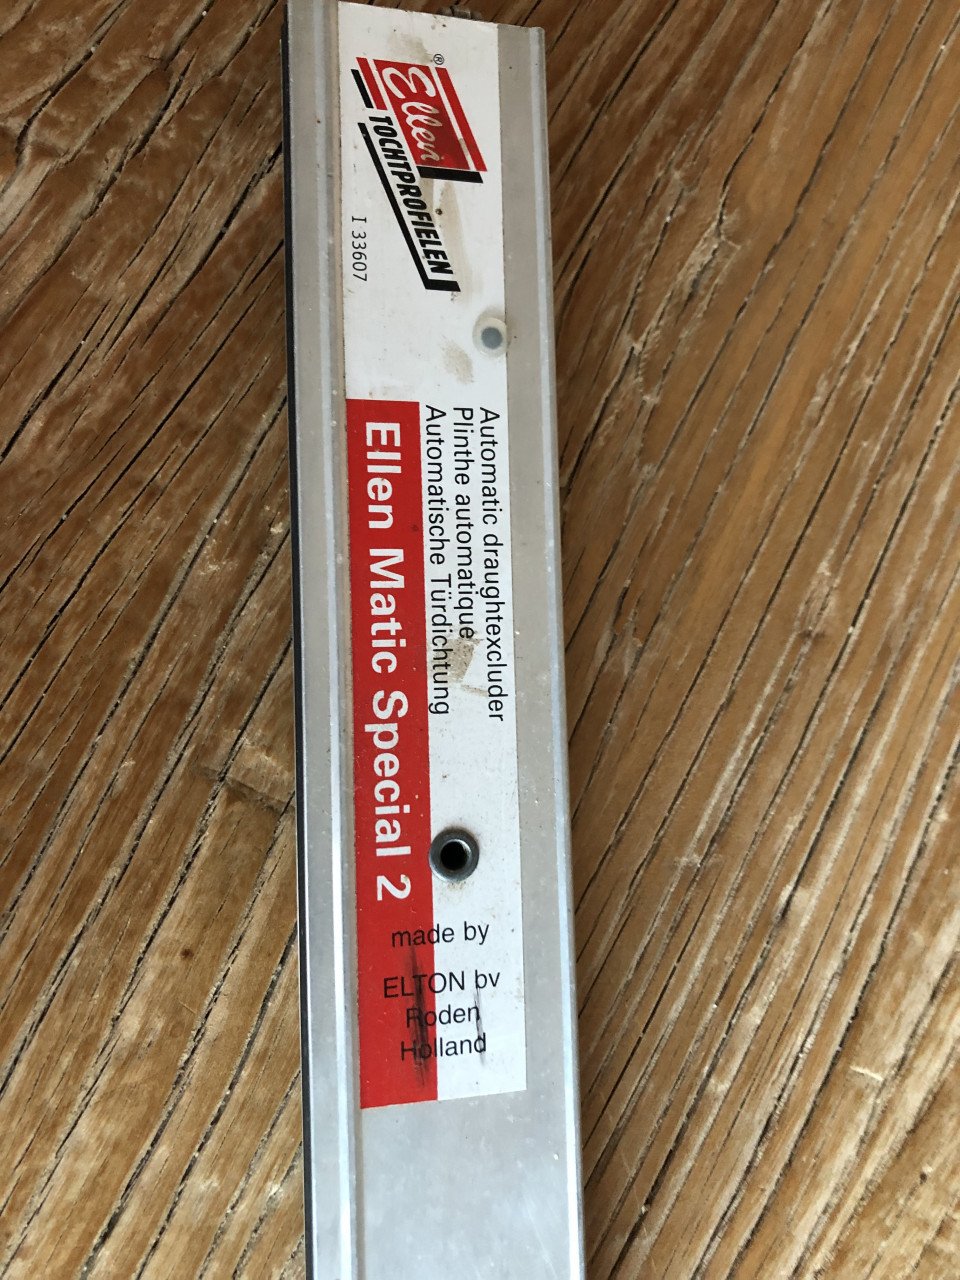 Ellen®
TOCHTPROFIELEN
I 33607
Automatic draughtexcluder
Plinthe automatique
Automatische Türdichtung
Ellen Matic Special 2
made by
ELTON bv
Roden
Holland